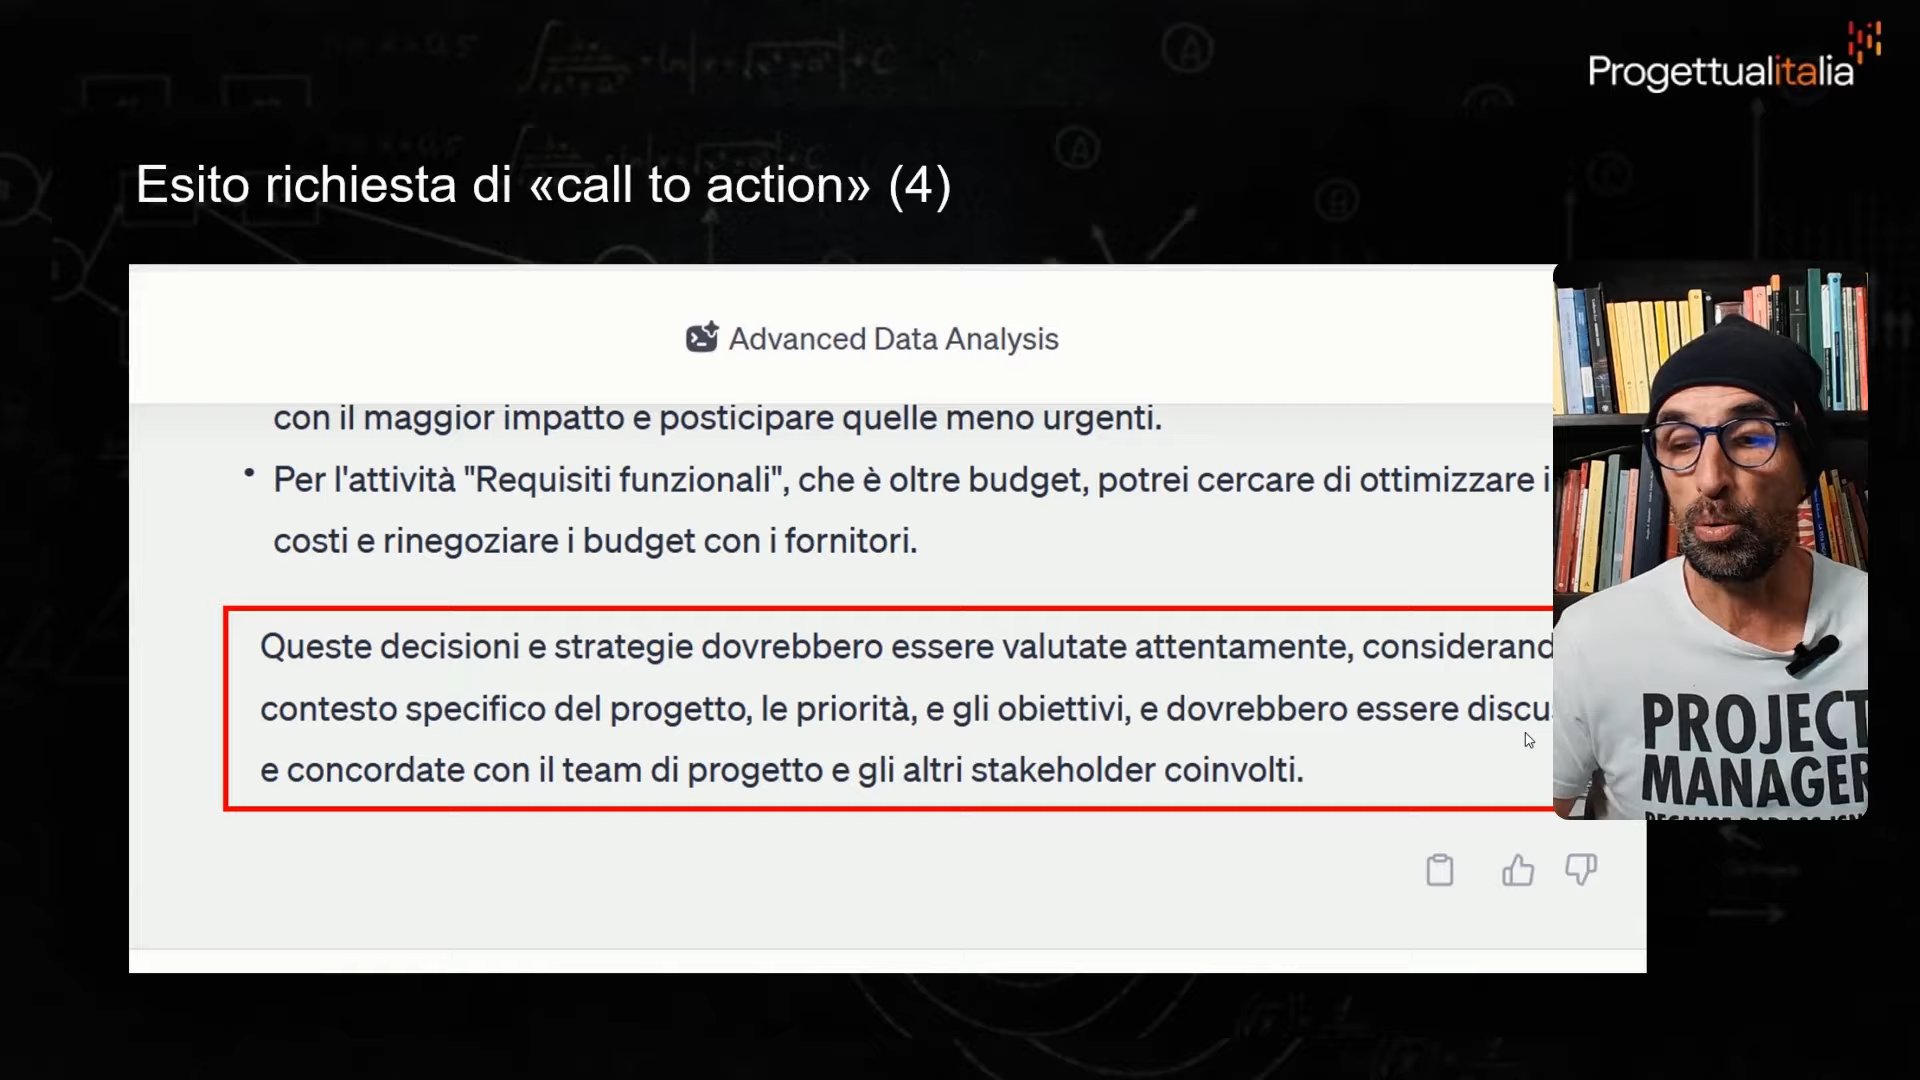 Progettualitalia
Esito richiesta di «call to action» (4)
Advanced Data Analysis
con il maggior impatto e posticipare quelle meno urgenti.
• Per l'attività "Requisiti funzionali", che è oltre budget, potrei cercare di ottimizzare i
costi e rinegoziare i budget con i fornitori.
Queste decisioni e strategie dovrebbero essere valutate attentamente, considerand
contesto specifico del progetto, le priorità, e gli obiettivi, e dovrebbero essere discu
e concordate con il team di progetto e gli altri stakeholder coinvolti.
PROJECT
MANAGER